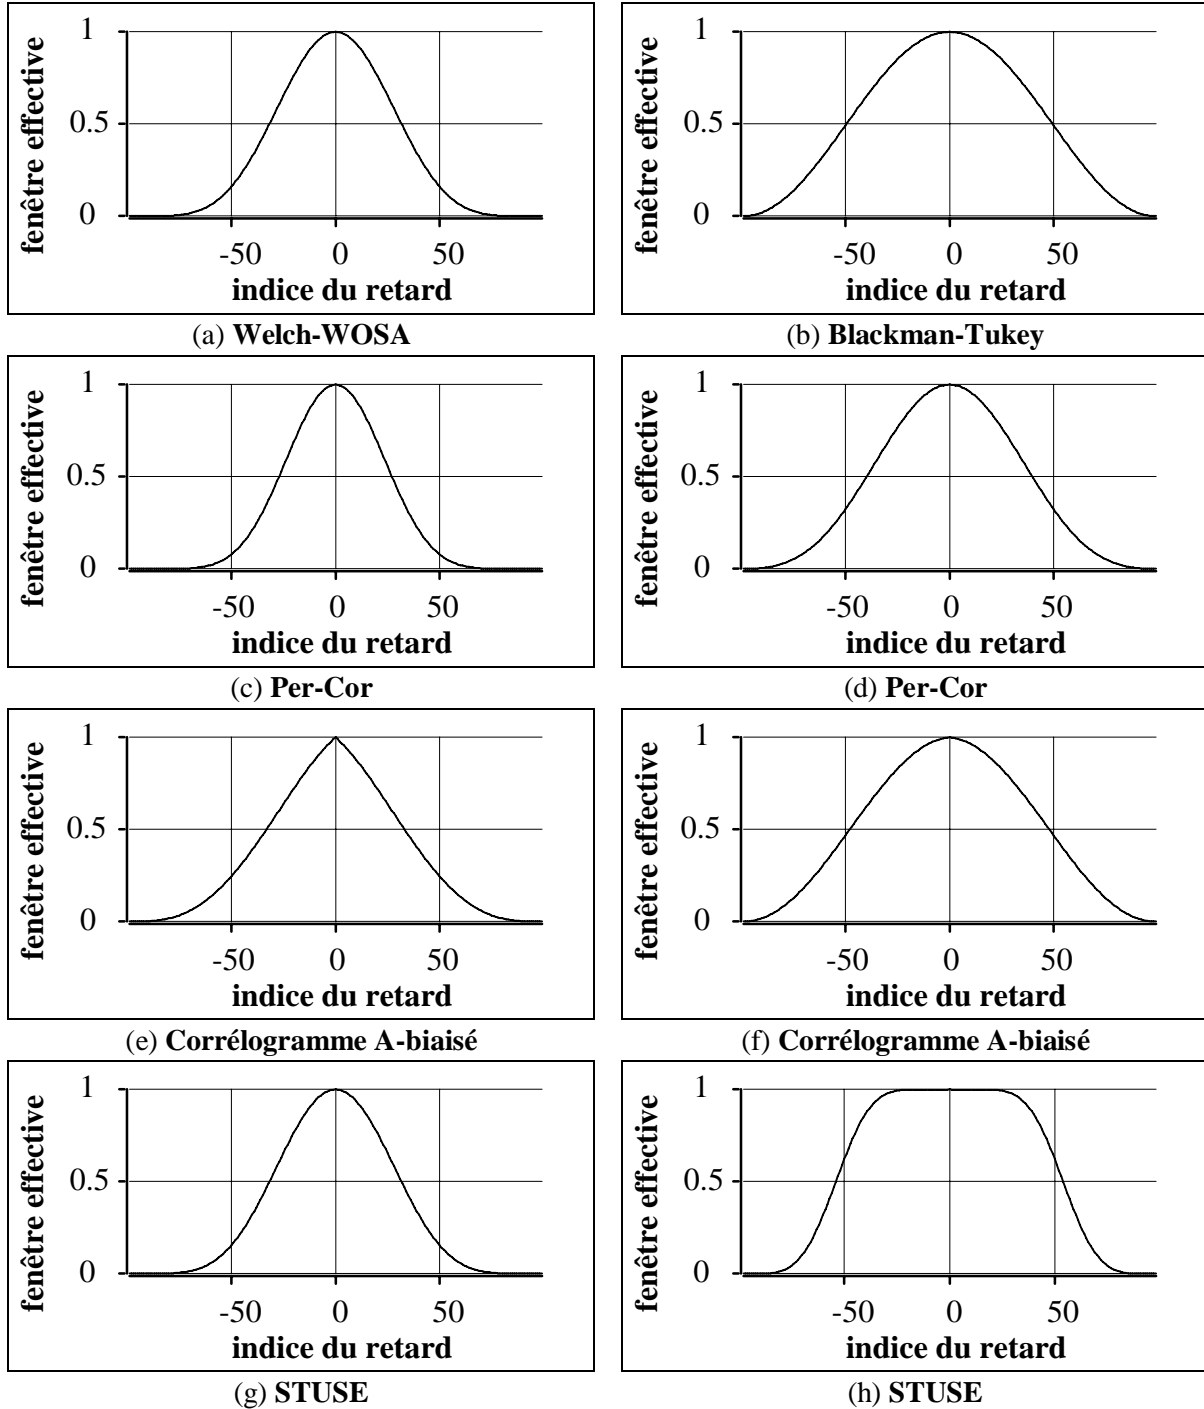 fenêtre effective
1
0.5
0
-50 0 50
indice du retard
(a) Welch-WOSA
fenêtre effective
1
0.5
0
-50 0 50
indice du retard
(b) Blackman-Tukey
fenêtre effective
1
0.5
0
-50 0 50
indice du retard
(c) Per-Cor
fenêtre effective
1
0.5
0
-50 0 50
indice du retard
(d) Per-Cor
fenêtre effective
1
0.5
0
-50 0 50
indice du retard
(e) Corrélogramme A-biaisé
fenêtre effective
1
0.5
0
-50 0 50
indice du retard
(f) Corrélogramme A-biaisé
fenêtre effective
1
0.5
0
-50 0 50
indice du retard
(g) STUSE
fenêtre effective
1
0.5
0
-50 0 50
indice du retard
(h) STUSE